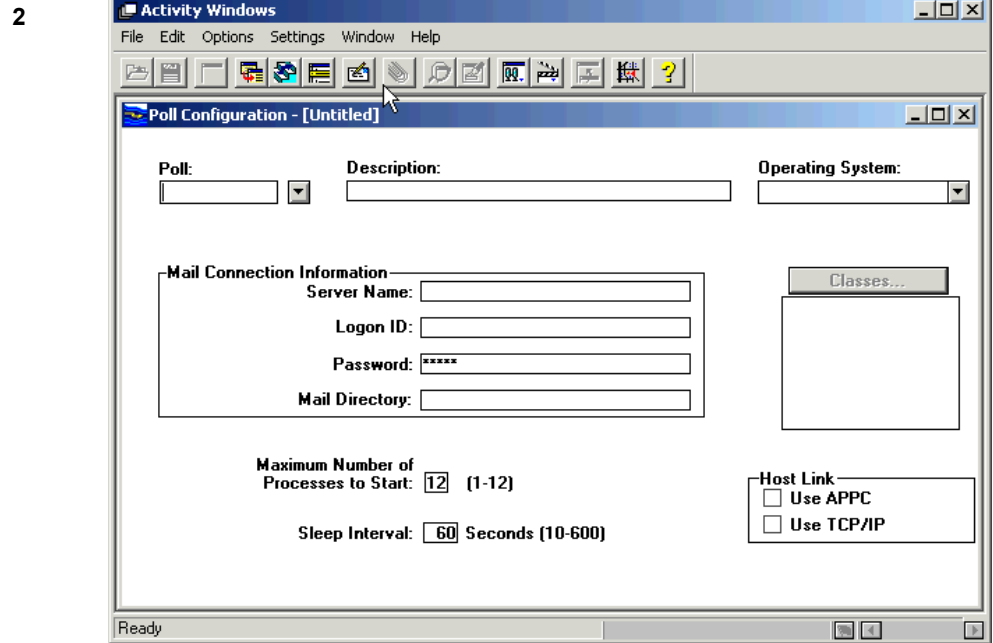 2
Activity Windows
File Edit Options Settings Window Help
Poll Configuration - [Untitled]
Poll: Description: Operating System:
Mail Connection Information
Server Name:
Classes...
Logon ID:
Password: *****
Mail Directory:
Maximum Number of
Processes to Start: 12 (1-12)
Host Link
Use APPC
Use TCP/IP
Sleep Interval: 60 Seconds (10-600)
Ready